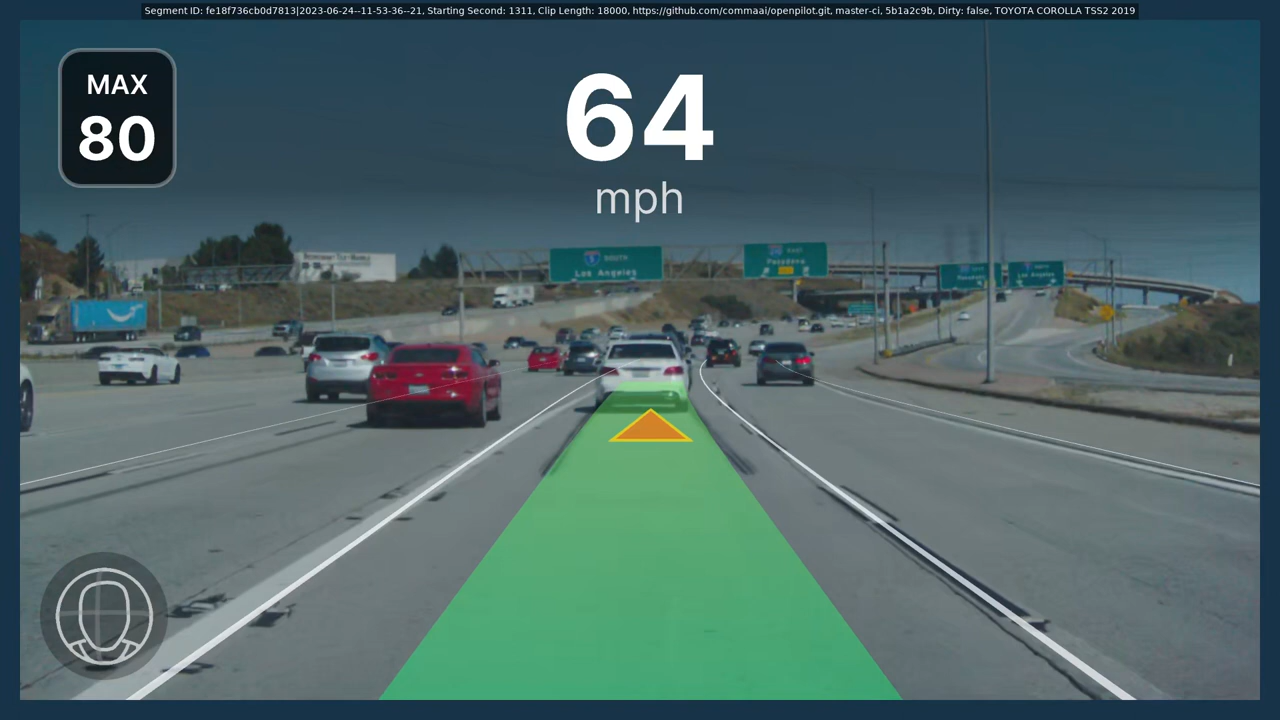 Segment ID: fe18f736cb0d7813|2023-06-24--11-53-36--21, Starting Second: 1311, Clip Length: 18000, https://github.com/commaai/openpilot.git, master-ci, 5b1a2c9b, Dirty: false, TOYOTA COROLLA TSS2 2019
MAX
80
64
mph
SOUTH
Los Angeles
EAST
Pasadena
Pasadena
Los Angeles